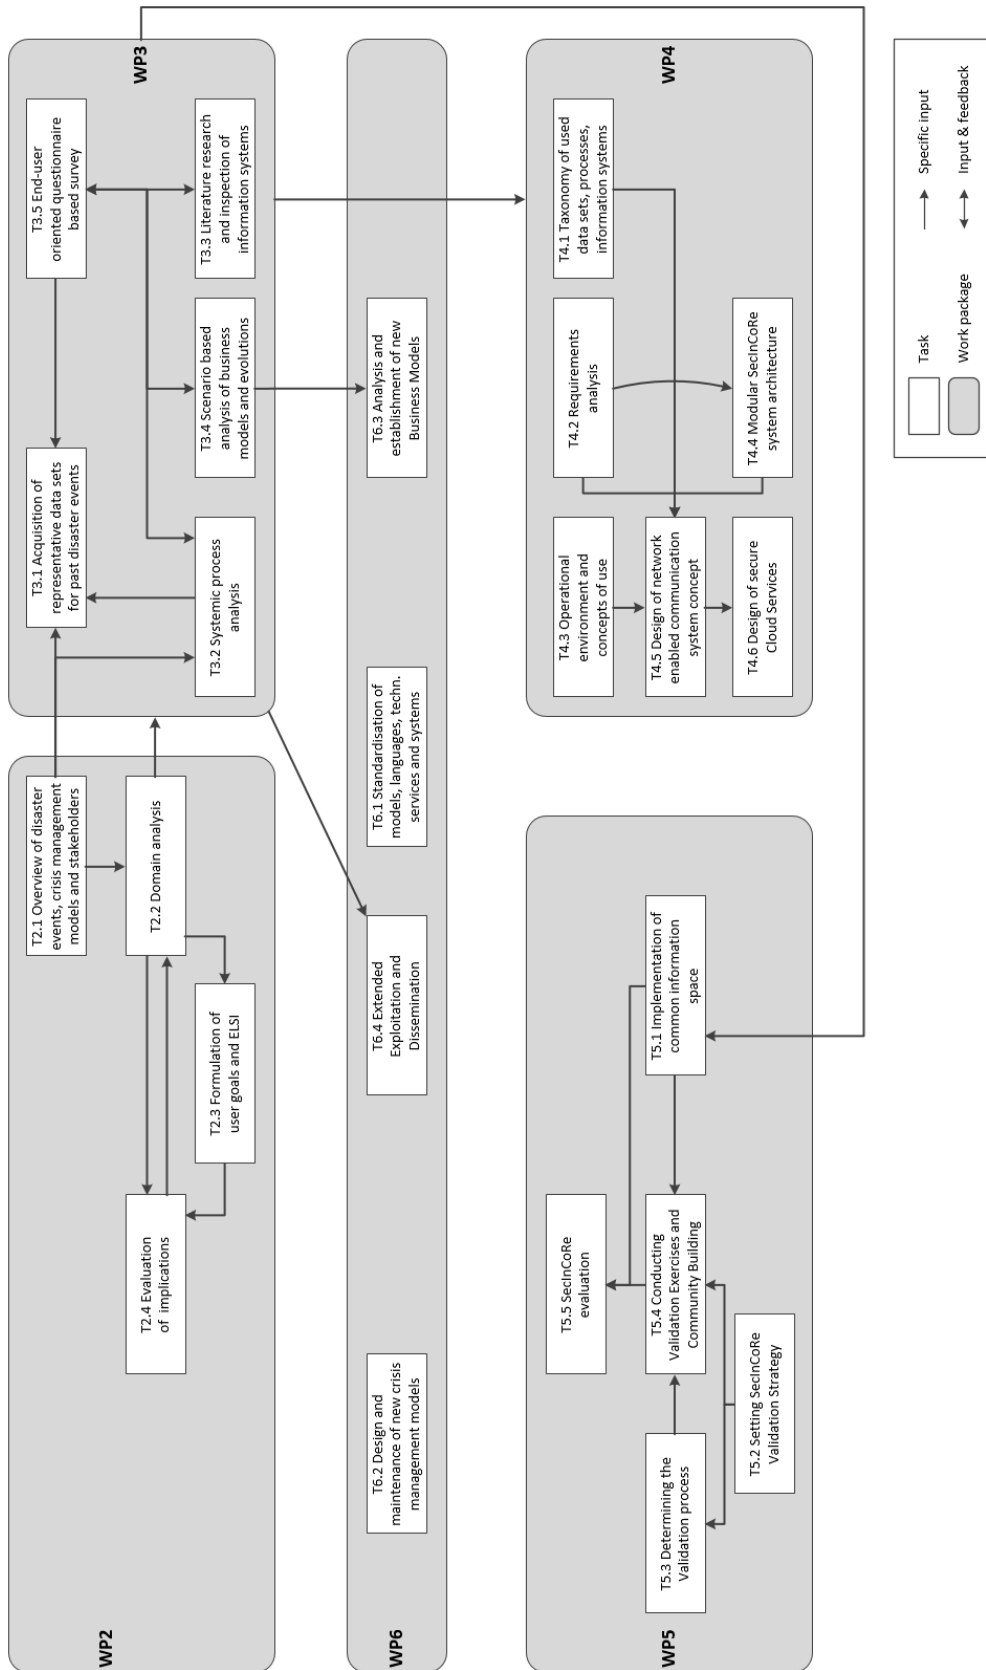 WP2
T2.1 Overview of disaster
events, crisis management
models and stakeholders
T2.2 Domain analysis
T2.3 Formulation of
user goals and ELSI
T2.4 Evaluation
of implications
WP3
T3.1 Acquisition of
representative data sets
for past disaster events
T3.5 End-user
oriented questionnaire
based survey
T3.2 Systemic process
analysis
T3.4 Scenario based
analysis of business
models and evolutions
T3.3 Literature research
and inspection of
information systems
WP6
T6.2 Design and
maintenance of new crisis
management models
T6.4 Extended
Exploitation and
Dissemination
T6.1 Standardisation of
models, languages, techn.
services and systems
T6.3 Analysis and
establishment of new
Business Models
WP5
T5.5 SecInCoRe
evaluation
T5.3 Determining the
Validation process
T5.4 Conducting
Validation Exercises and
Community Building
T5.1 Implementation of
common information
space
T5.2 Setting SecInCoRe
Validation Strategy
WP4
T4.3 Operational
environment and
concepts of use
T4.2 Requirements
analysis
T4.1 Taxonomy of used
data sets, processes,
information systems
T4.5 Design of network
enabled communication
system concept
T4.6 Design of secure
Cloud Services
T4.4 Modular SecInCoRe
system architecture
Task
Specific input
Work package
Input & feedback